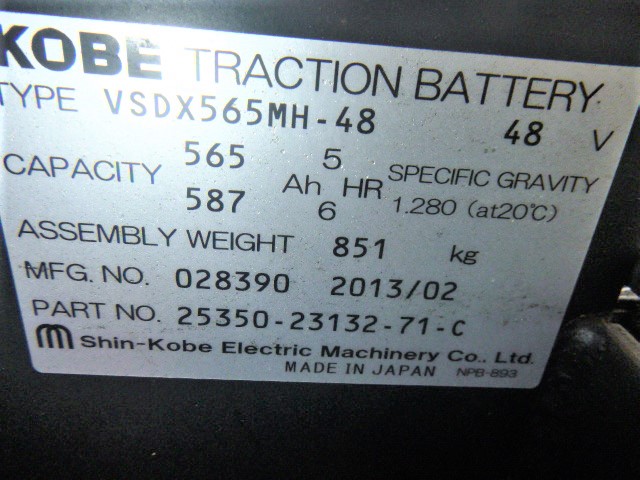 KOBE TRACTION BATTERY
TYPE VSDX565MH-48 48 V
CAPACITY 565 587 Ah 5 6 HR SPECIFIC GRAVITY 1.280 (at20℃)
ASSEMBLY WEIGHT 851 kg
MFG. NO. 028390 2013/02
PART NO. 25350-23132-71-C
Shin-Kobe Electric Machinery Co., Ltd.
MADE IN JAPAN NPB-893